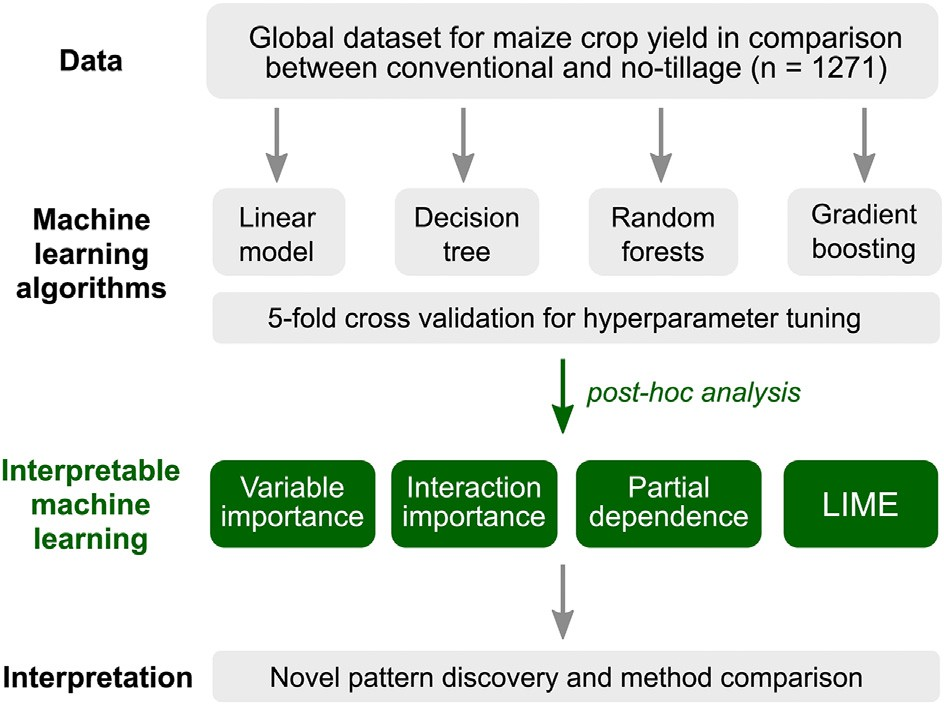 Data
Global dataset for maize crop yield in comparison
between conventional and no-tillage (n = 1271)
Machine
learning
algorithms
Linear
model
Decision
tree
Random
forests
Gradient
boosting
5-fold cross validation for hyperparameter tuning
post-hoc analysis
Interpretable
machine
learning
Variable
importance
Interaction
importance
Partial
dependence
LIME
Interpretation
Novel pattern discovery and method comparison